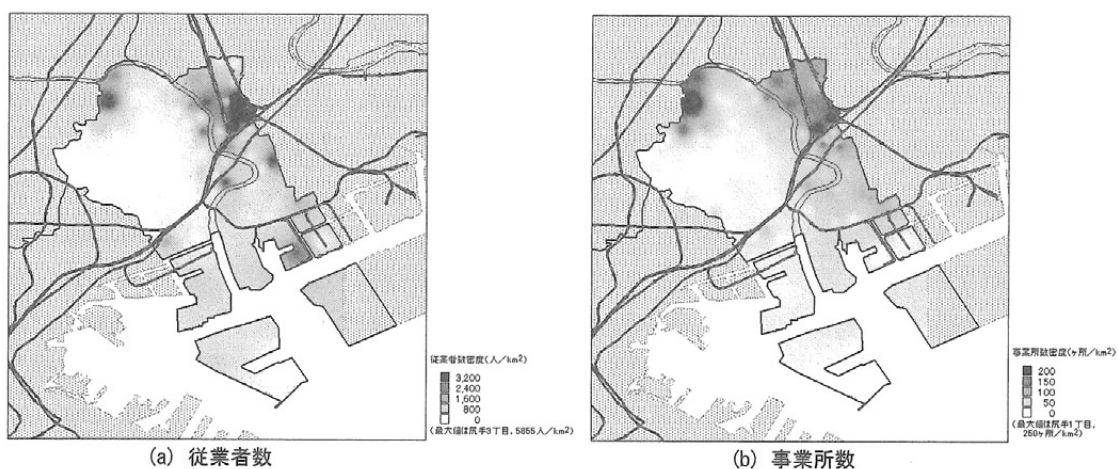 従業者数密度(人/km2)
3,200
2,400
1,600
800
0
(最大値は尻手3丁目, 5855人/km2)
(a) 従業者数
事業所数密度(ヶ所/km2)
200
150
100
50
0
(最大値は尻手1丁目,
250ヶ所/km2)
(b) 事業所数